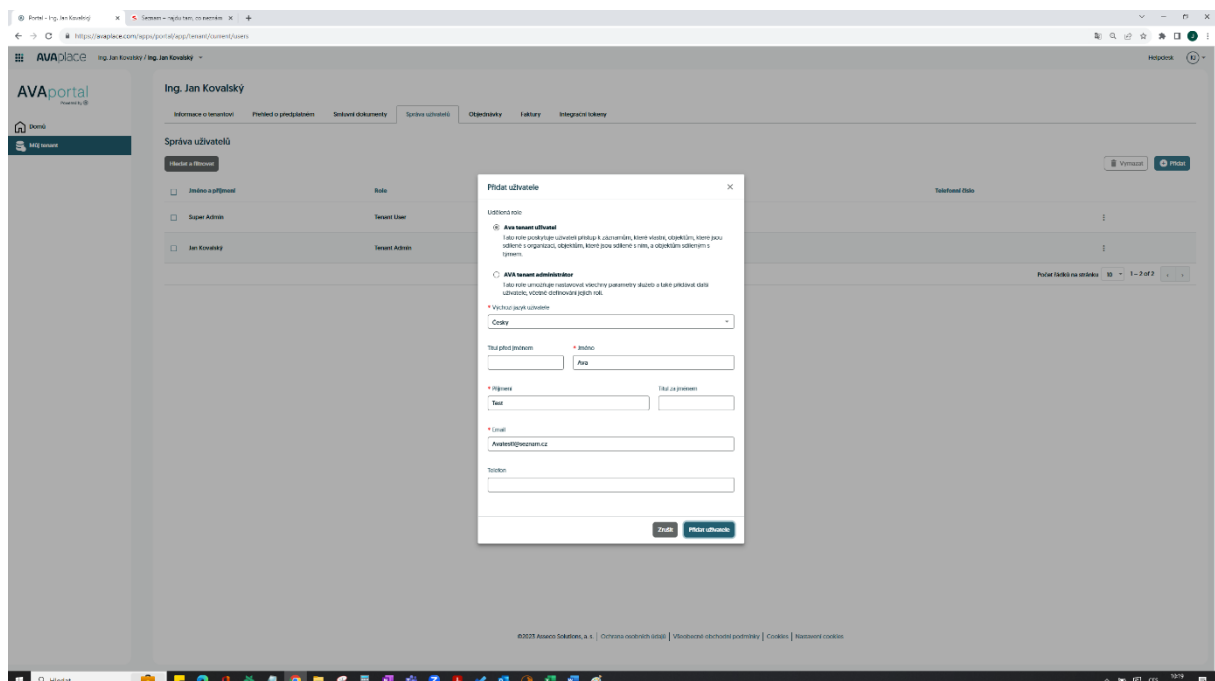 Portal – Ing. Jan Kovalský
Seznam – najdu tam, co neznám
https://avaplace.com/apps/portal/app/tenant/current/users
AVAplace Ing. Jan Kovalský / Ing. Jan Kovalský
Helpdesk
AVAportal
Powered by
Domů
Můj tenant
Ing. Jan Kovalský
Informace o tenantovi Přehled o předplatném Smluvní dokumenty Správa uživatelů Objednávky Faktury Integrační tokeny
Správa uživatelů
Hledat a filtrovat
Vymazat Přidat
Jméno a příjmení Role Telefonní číslo
Super Admin Tenant User
Jan Kovalský Tenant Admin
Počet řádků na stránku 10 1 – 2 of 2
Přidat uživatele
Udělená role
Ava tenant uživatel
Tato role poskytuje uživateli přístup k záznamům, které vlastní, objektům, které jsou
sdílené s organizací, objektům, které jsou sdílené s ním, a objektům sdíleným s
týmem.
AVA tenant administrátor
Tato role umožňuje nastavovat všechny parametry služeb a také přidávat další
uživatele, včetně definování jejich rolí.
* Výchozí jazyk uživatele
Česky
Titul před jménem * Jméno
Ava
* Příjmení Titul za jménem
Test
* Email
Avatest1@seznam.cz
Telefon
Zrušit Přidat uživatele
©2023 Asseco Solutions, a.s. | Ochrana osobních údajů | Všeobecné obchodní podmínky | Cookies | Nastavení cookies
Hledat
10:19